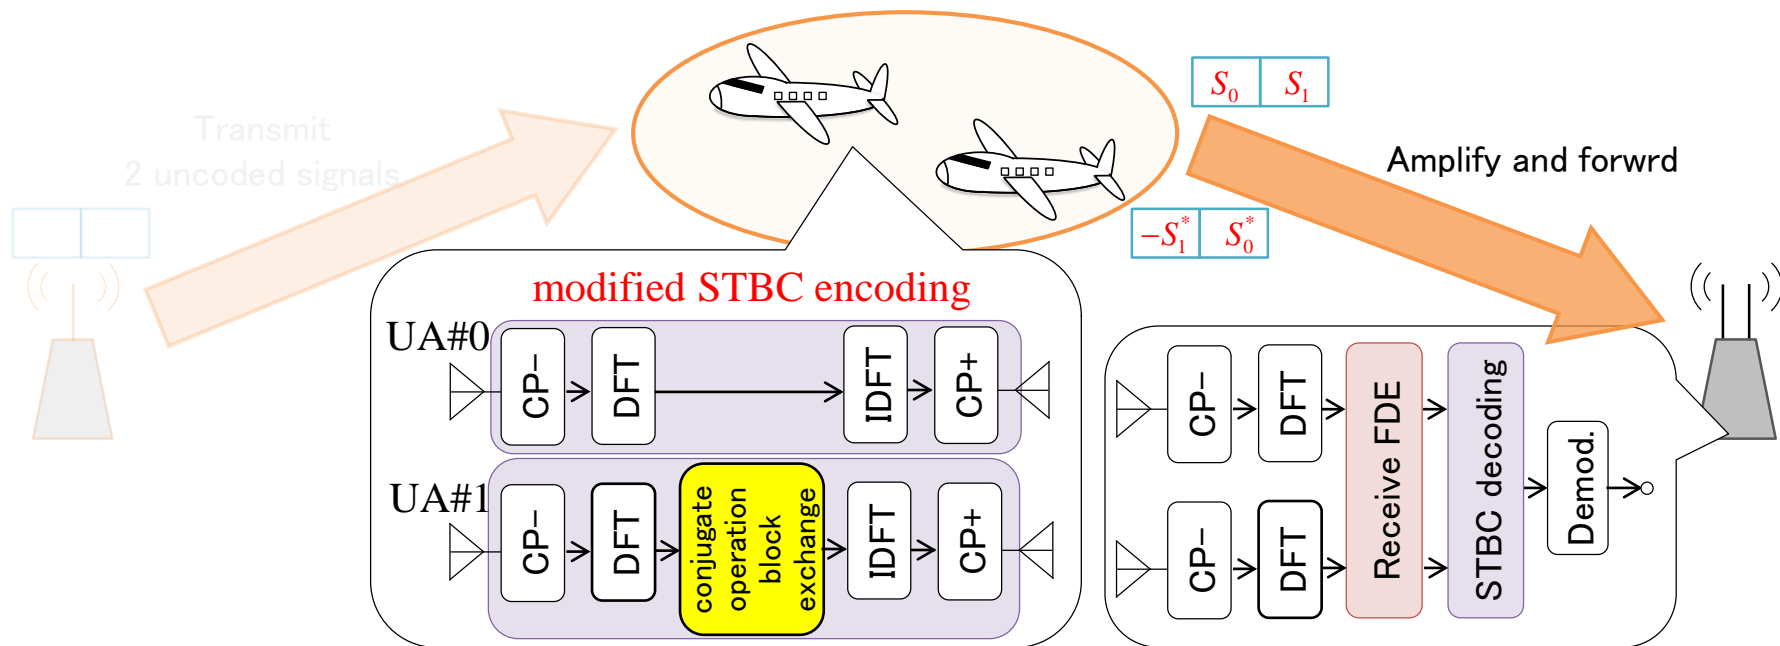 Transmit
2 uncoded signals
S₀ S₁
Amplify and forwrd
−S₁* S₀*
modified STBC encoding
UA#0
CP−
DFT
IDFT
CP+
UA#1
CP−
DFT
conjugate
operation
block
exchange
IDFT
CP+
CP−
DFT
CP−
DFT
Receive FDE
STBC decoding
Demod.